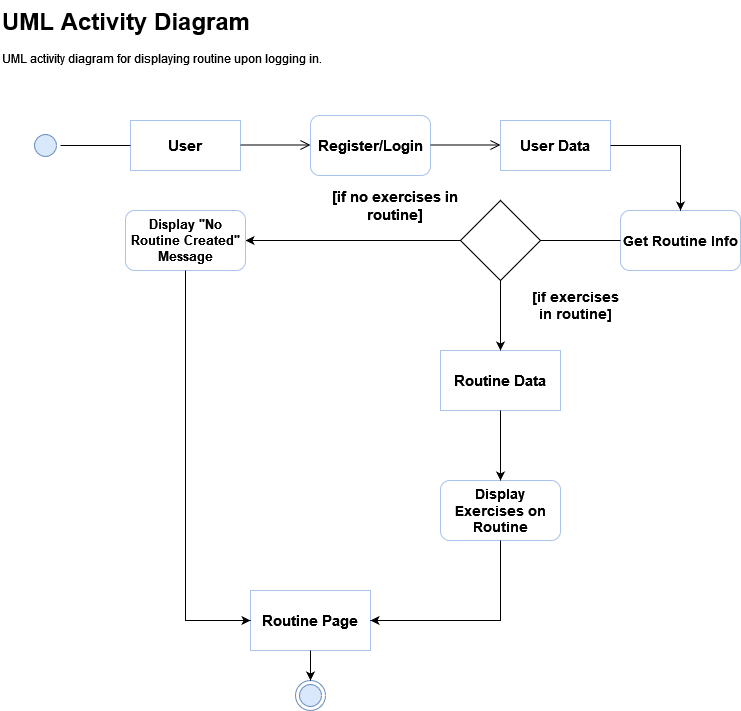 UML Activity Diagram
UML activity diagram for displaying routine upon logging in.
User
Register/Login
User Data
[if no exercises in
routine]
Display "No
Routine Created"
Message
Get Routine Info
[if exercises
in routine]
Routine Data
Display
Exercises on
Routine
Routine Page